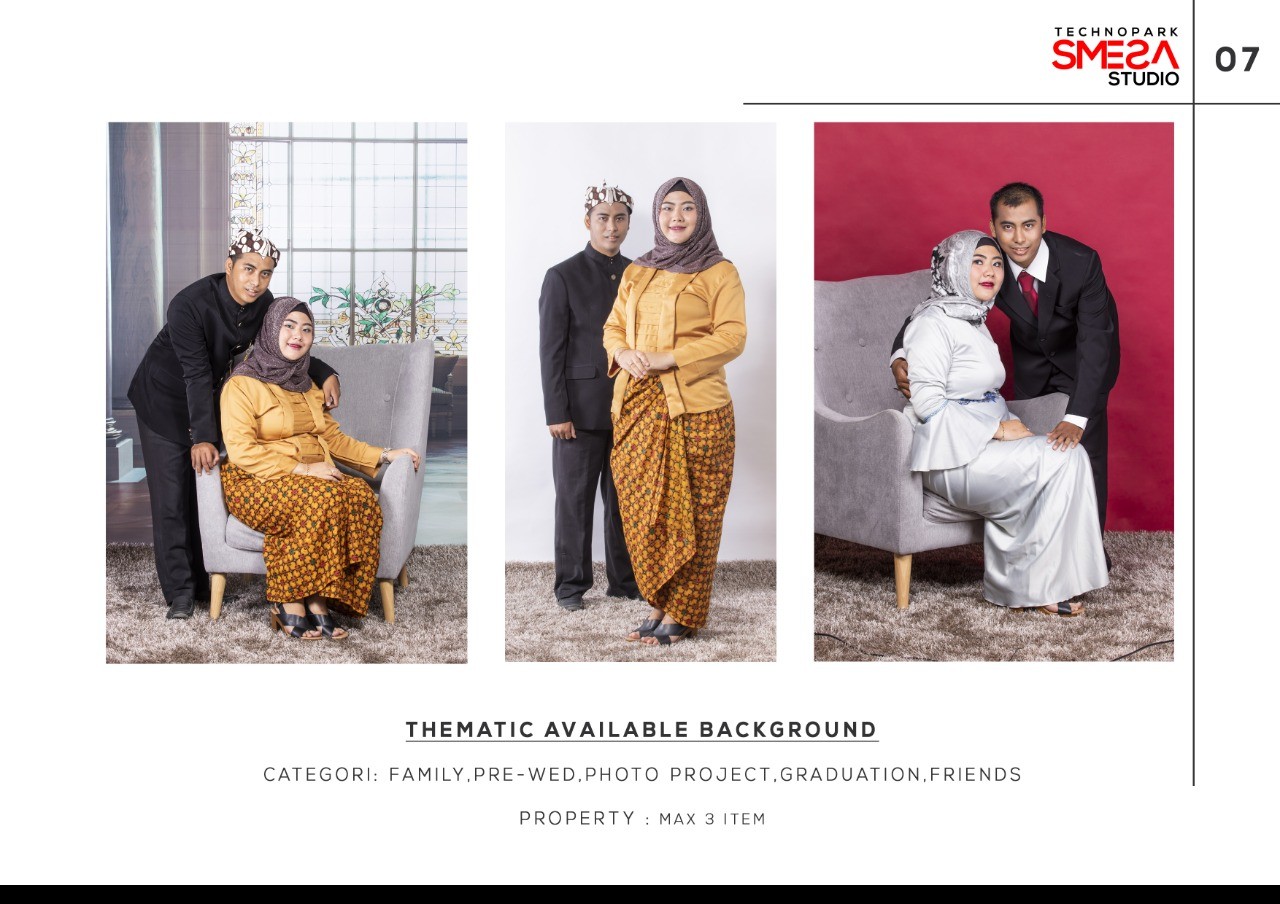 TECHNOPARK
SMESA
STUDIO
07
THEMATIC AVAILABLE BACKGROUND
CATEGORI: FAMILY,PRE-WED,PHOTO PROJECT,GRADUATION,FRIENDS
PROPERTY : MAX 3 ITEM